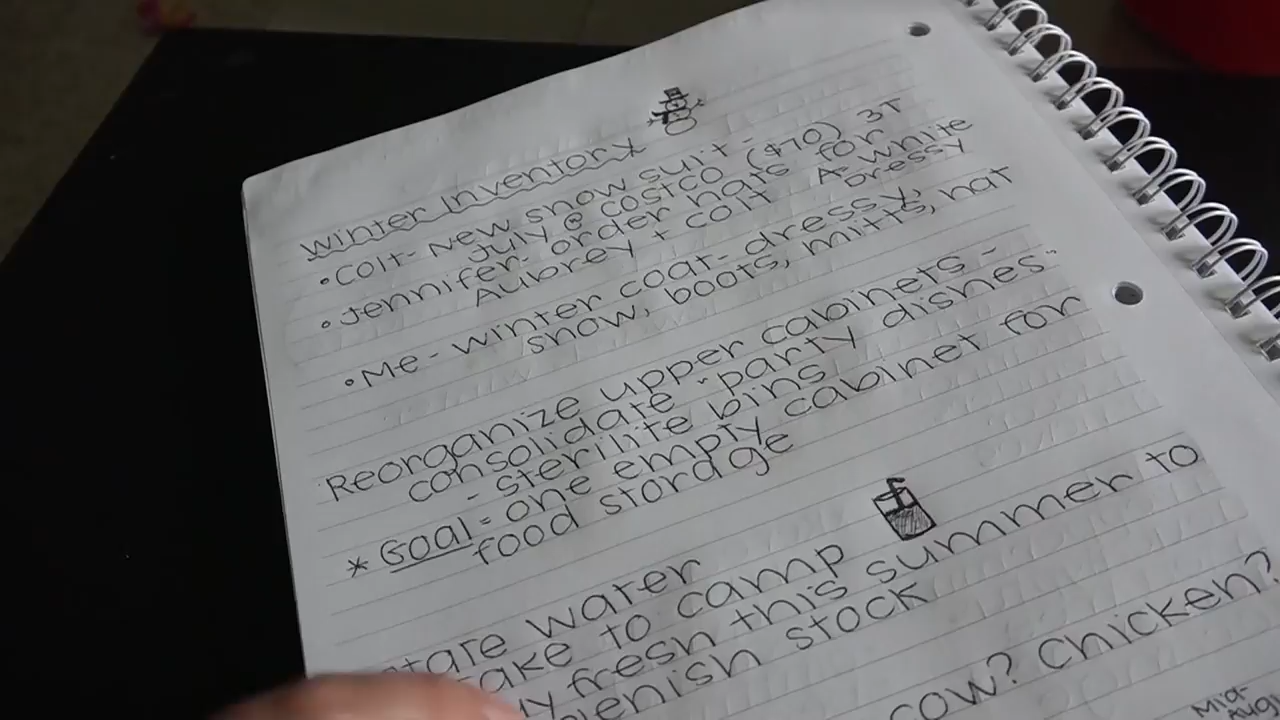 Winter Inventory
• Colt - New snow suit -
July @ Costco ($70) 3T
• Jennifer - order hats for
Aubrey + Colt A - white
dressy
• Me - winter coat - dressy,
snow, boots, mitts, hat
Reorganize upper cabinets -
consolidate "party dishes"
- sterilite bins
* Goal = one empty cabinet for
food storage
water
take to camp
fresh this summer to
stock
cow? Chicken?
Mid-